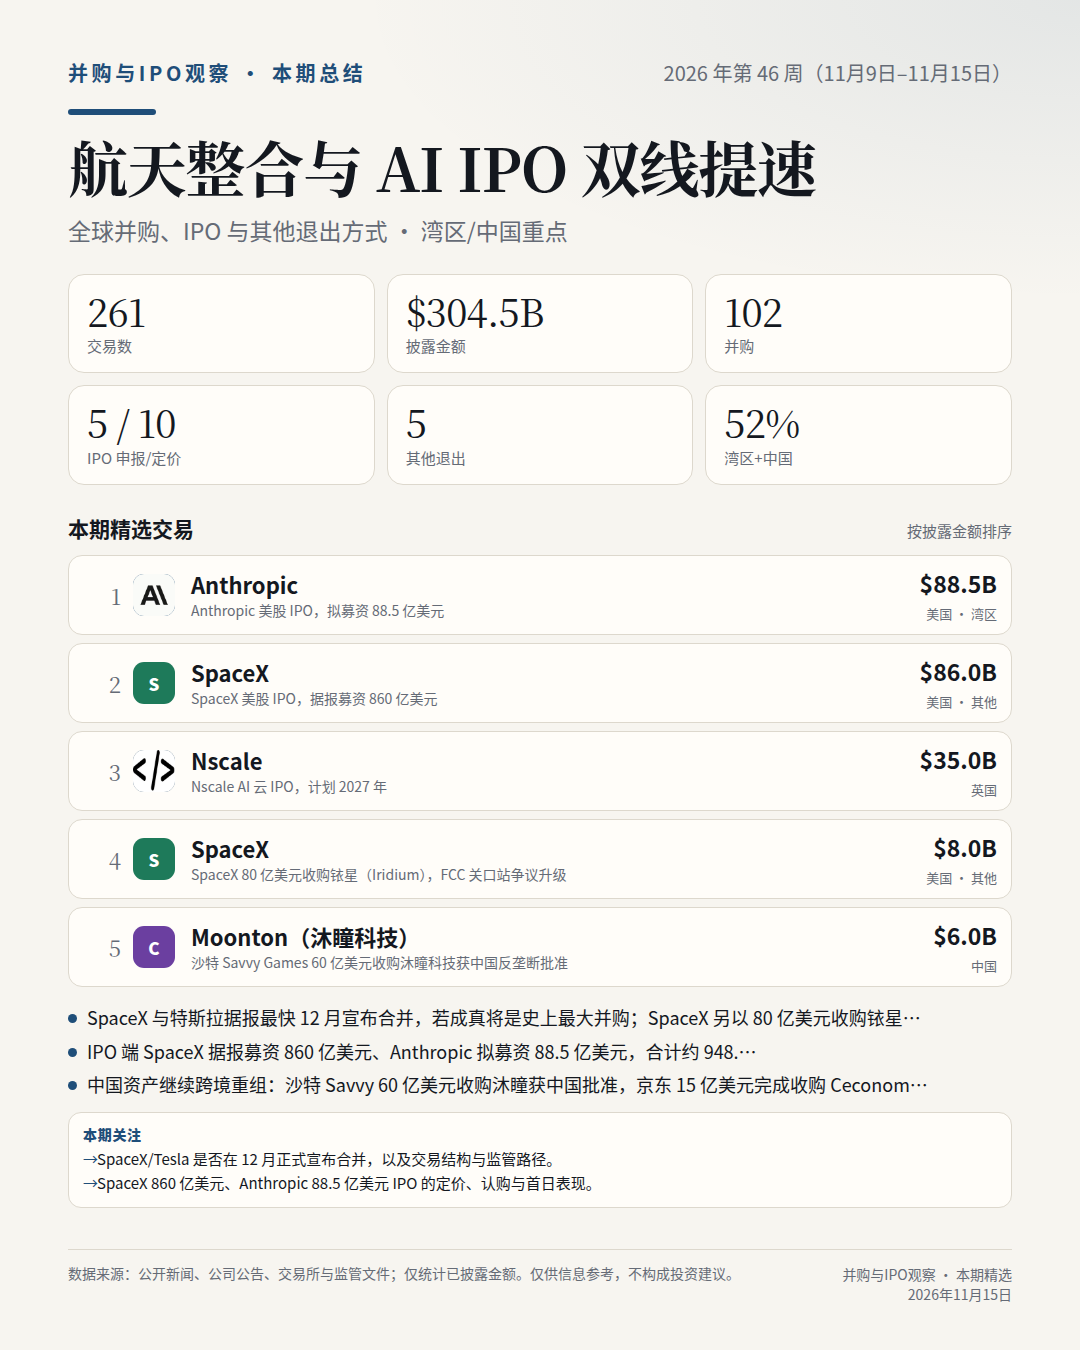 并购与IPO观察 · 本期总结
2026 年第 46 周（11月9日–11月15日）
航天整合与 AI IPO 双线提速
全球并购、IPO 与其他退出方式 · 湾区/中国重点
261
交易数
$304.5B
披露金额
102
并购
5 / 10
IPO 申报/定价
5
其他退出
52%
湾区+中国
本期精选交易
按披露金额排序
1
Anthropic
Anthropic 美股 IPO，拟募资 88.5 亿美元
$88.5B
美国 · 湾区
2
S
SpaceX
SpaceX 美股 IPO，据报募资 860 亿美元
$86.0B
美国 · 其他
3
</>
Nscale
Nscale AI 云 IPO，计划 2027 年
$35.0B
英国
4
S
SpaceX
SpaceX 80 亿美元收购铱星（Iridium），FCC 关口站争议升级
$8.0B
美国 · 其他
5
C
Moonton（沐瞳科技）
沙特 Savvy Games 60 亿美元收购沐瞳科技获中国反垄断批准
$6.0B
中国
SpaceX 与特斯拉据报最快 12 月宣布合并，若成真将是史上最大并购；SpaceX 另以 80 亿美元收购铱星…
IPO 端 SpaceX 据报募资 860 亿美元、Anthropic 拟募资 88.5 亿美元，合计约 948.…
中国资产继续跨境重组：沙特 Savvy 60 亿美元收购沐瞳获中国批准，京东 15 亿美元完成收购 Ceconom…
本期关注
→SpaceX/Tesla 是否在 12 月正式宣布合并，以及交易结构与监管路径。
→SpaceX 860 亿美元、Anthropic 88.5 亿美元 IPO 的定价、认购与首日表现。
数据来源：公开新闻、公司公告、交易所与监管文件；仅统计已披露金额。仅供信息参考，不构成投资建议。
并购与IPO观察 · 本期精选
2026年11月15日